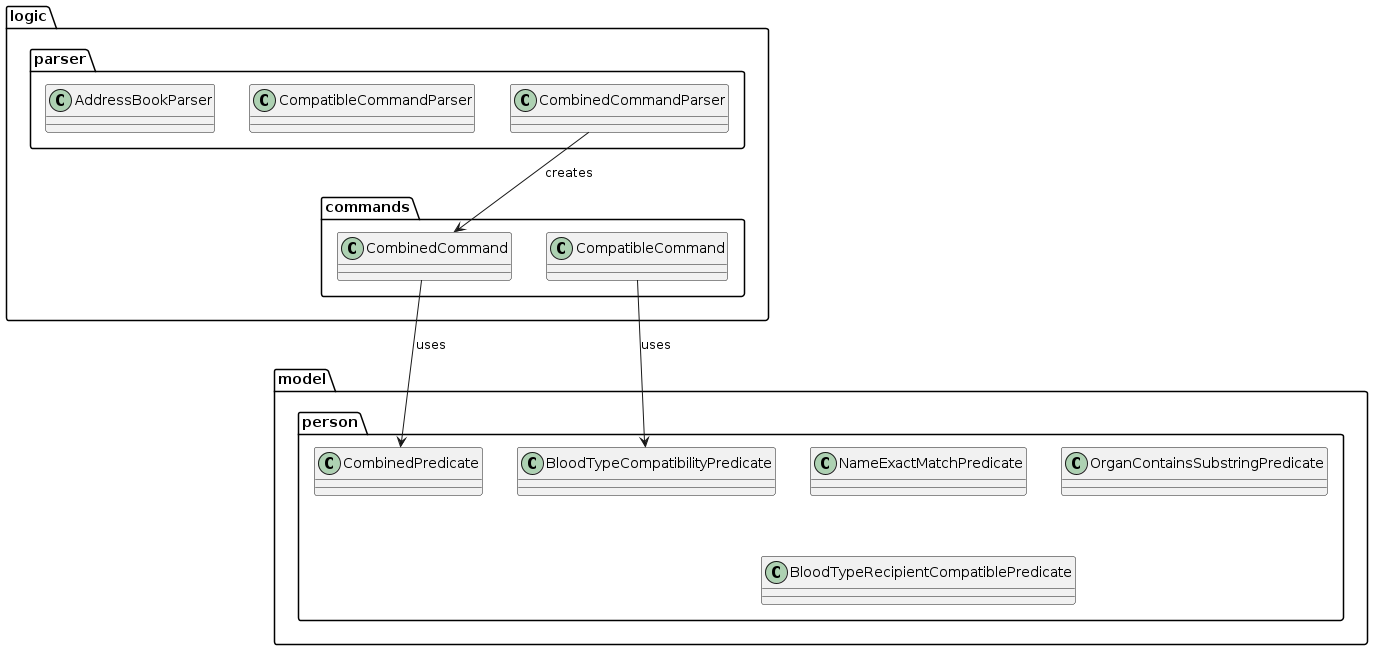 logic
parser
C AddressBookParser
C CompatibleCommandParser
C CombinedCommandParser
creates
commands
C CombinedCommand
C CompatibleCommand
uses
uses
model
person
C CombinedPredicate
C BloodTypeCompatibilityPredicate
C NameExactMatchPredicate
C OrganContainsSubstringPredicate
C BloodTypeRecipientCompatiblePredicate